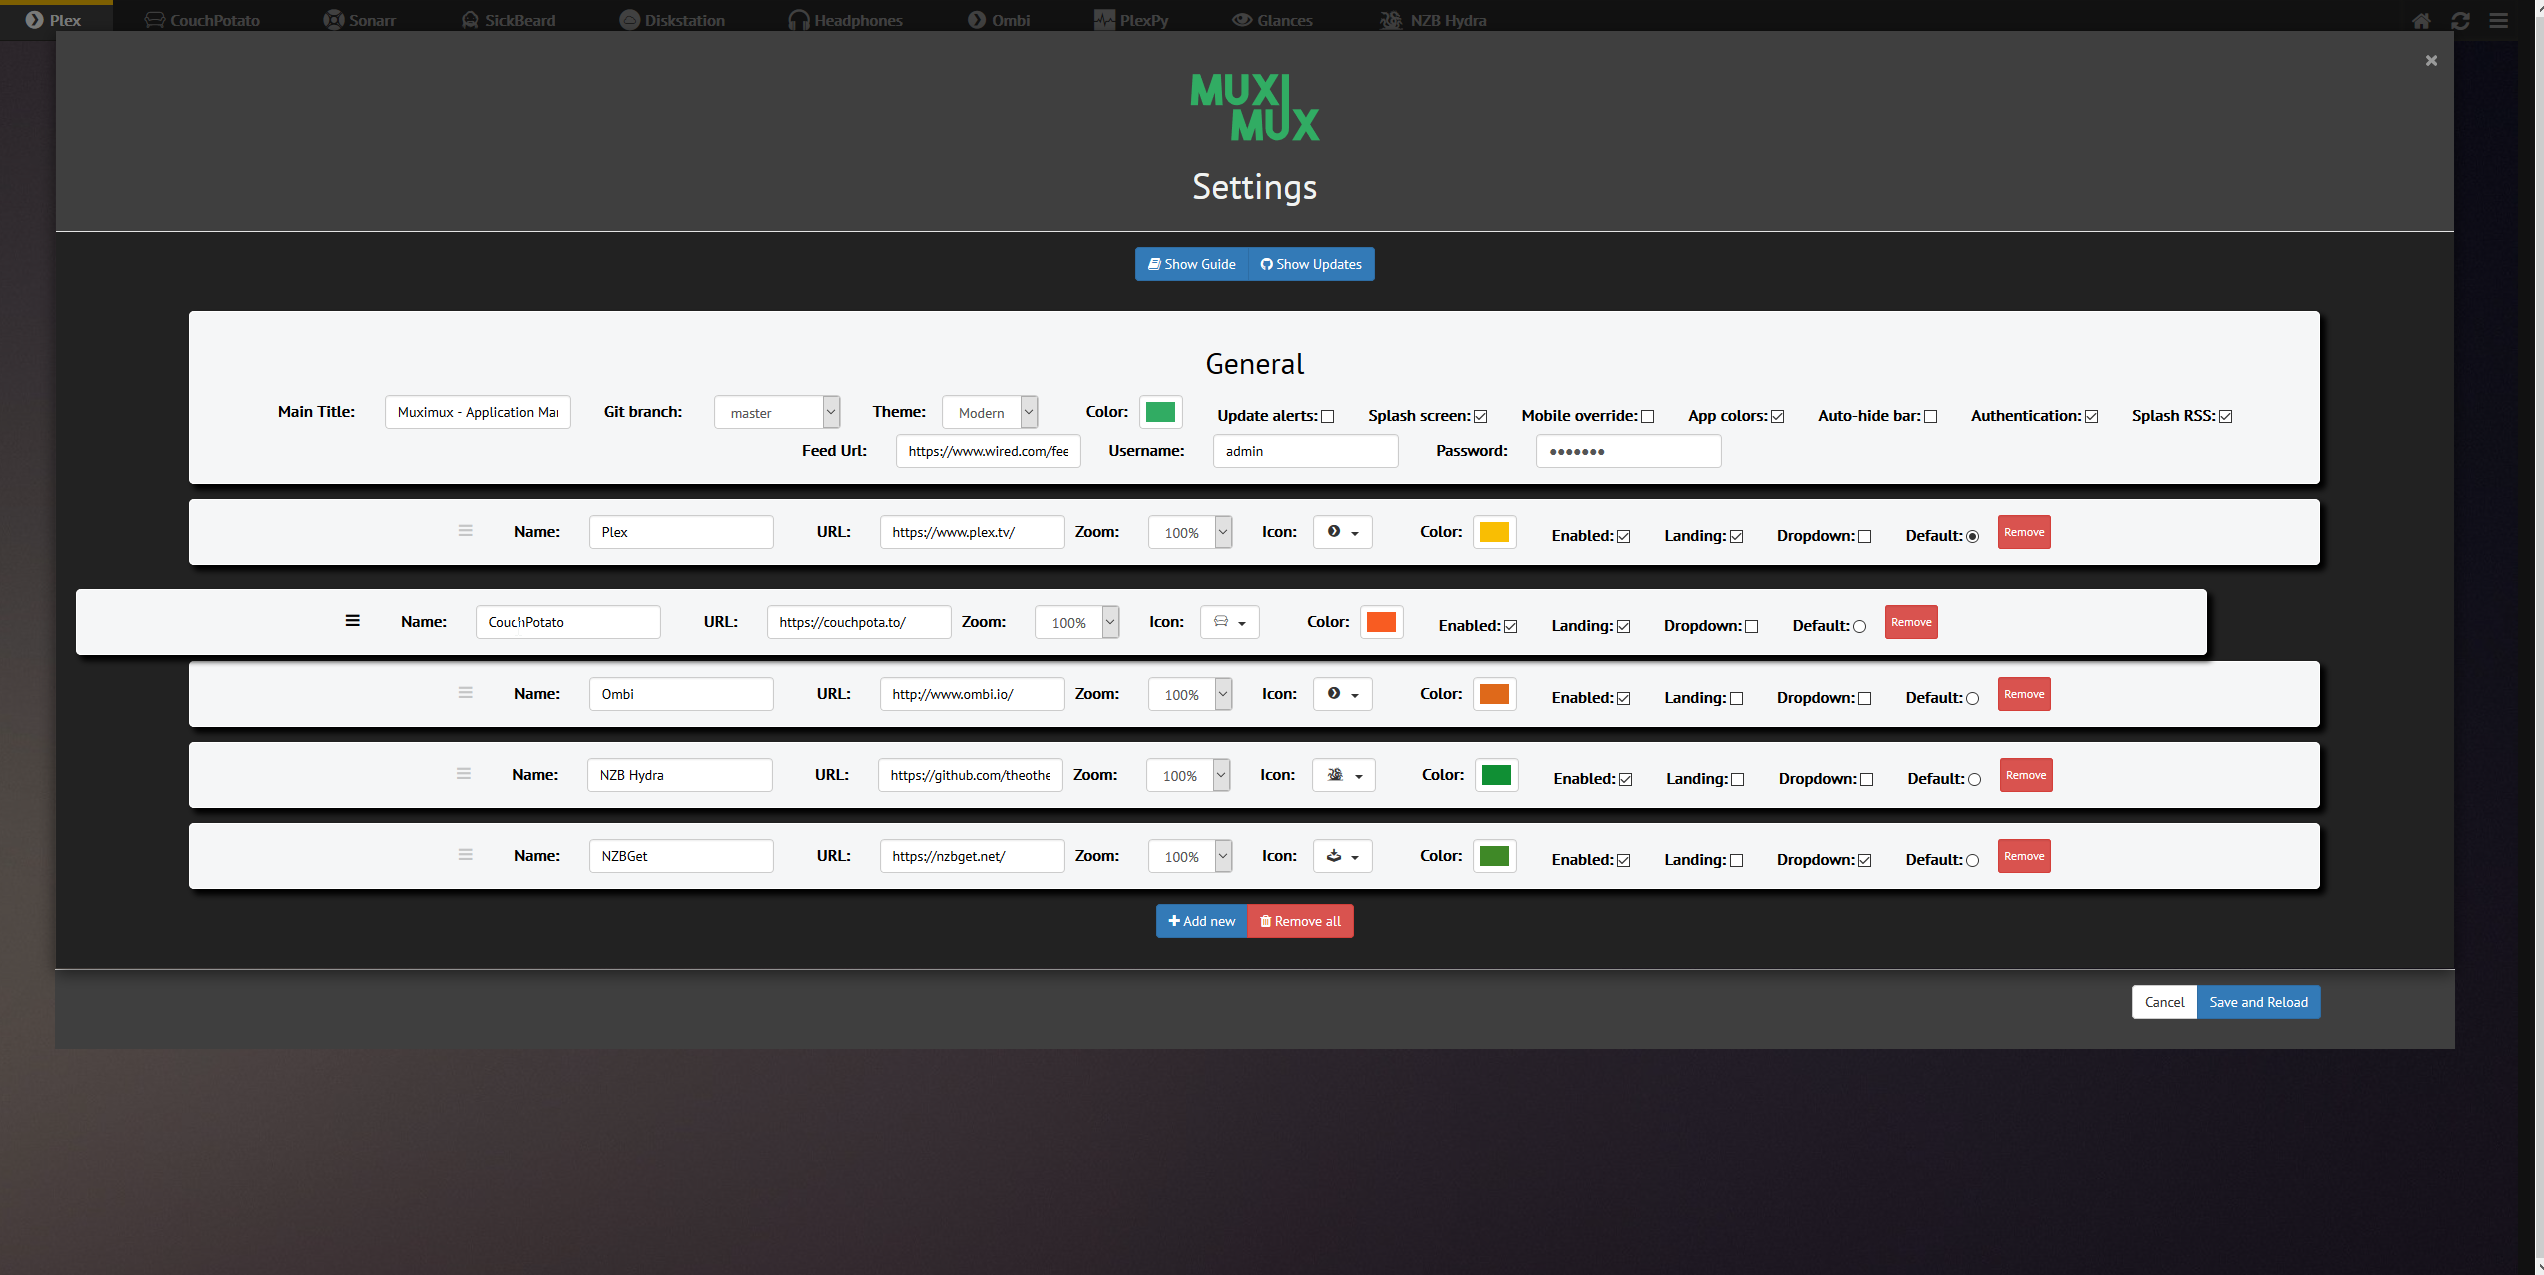 Plex CouchPotato Sonarr SickBeard Diskstation Headphones Ombi PlexPy Glances NZB Hydra
MUXI
MUX
Settings
Show Guide Show Updates
General
Main Title: Muximux - Application Mai Git branch: master Theme: Modern Color: Update alerts: Splash screen: Mobile override: App colors: Auto-hide bar: Authentication: Splash RSS:
Feed Url: https://www.wired.com/fee Username: admin Password: •••••••
Name: Plex URL: https://www.plex.tv/ Zoom: 100% Icon: Color: Enabled: Landing: Dropdown: Default: Remove
Name: CouchPotato URL: https://couchpota.to/ Zoom: 100% Icon: Color: Enabled: Landing: Dropdown: Default: Remove
Name: Ombi URL: http://www.ombi.io/ Zoom: 100% Icon: Color: Enabled: Landing: Dropdown: Default: Remove
Name: NZB Hydra URL: https://github.com/theothe Zoom: 100% Icon: Color: Enabled: Landing: Dropdown: Default: Remove
Name: NZBGet URL: https://nzbget.net/ Zoom: 100% Icon: Color: Enabled: Landing: Dropdown: Default: Remove
Add new Remove all
Cancel Save and Reload